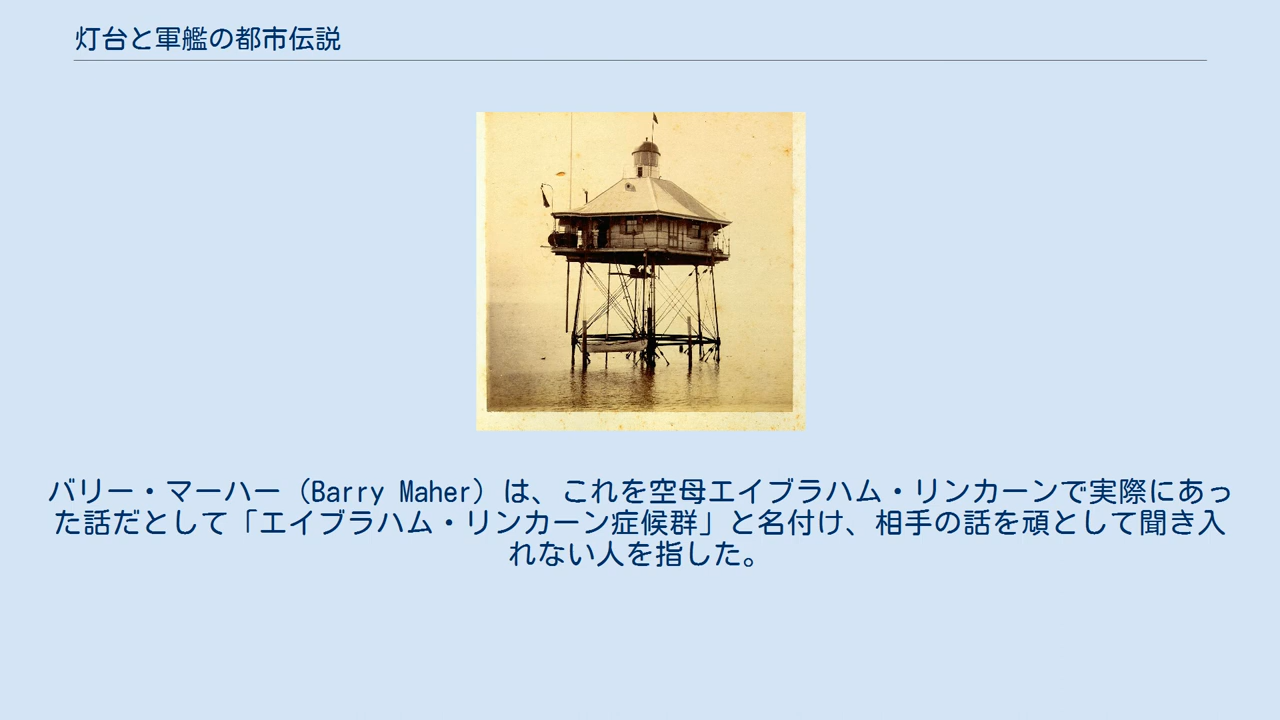 灯台と軍艦の都市伝説
バリー・マーハー（Barry Maher）は、これを空母エイブラハム・リンカーンで実際にあっ
た話だとして「エイブラハム・リンカーン症候群」と名付け、相手の話を頑として聞き入
れない人を指した。